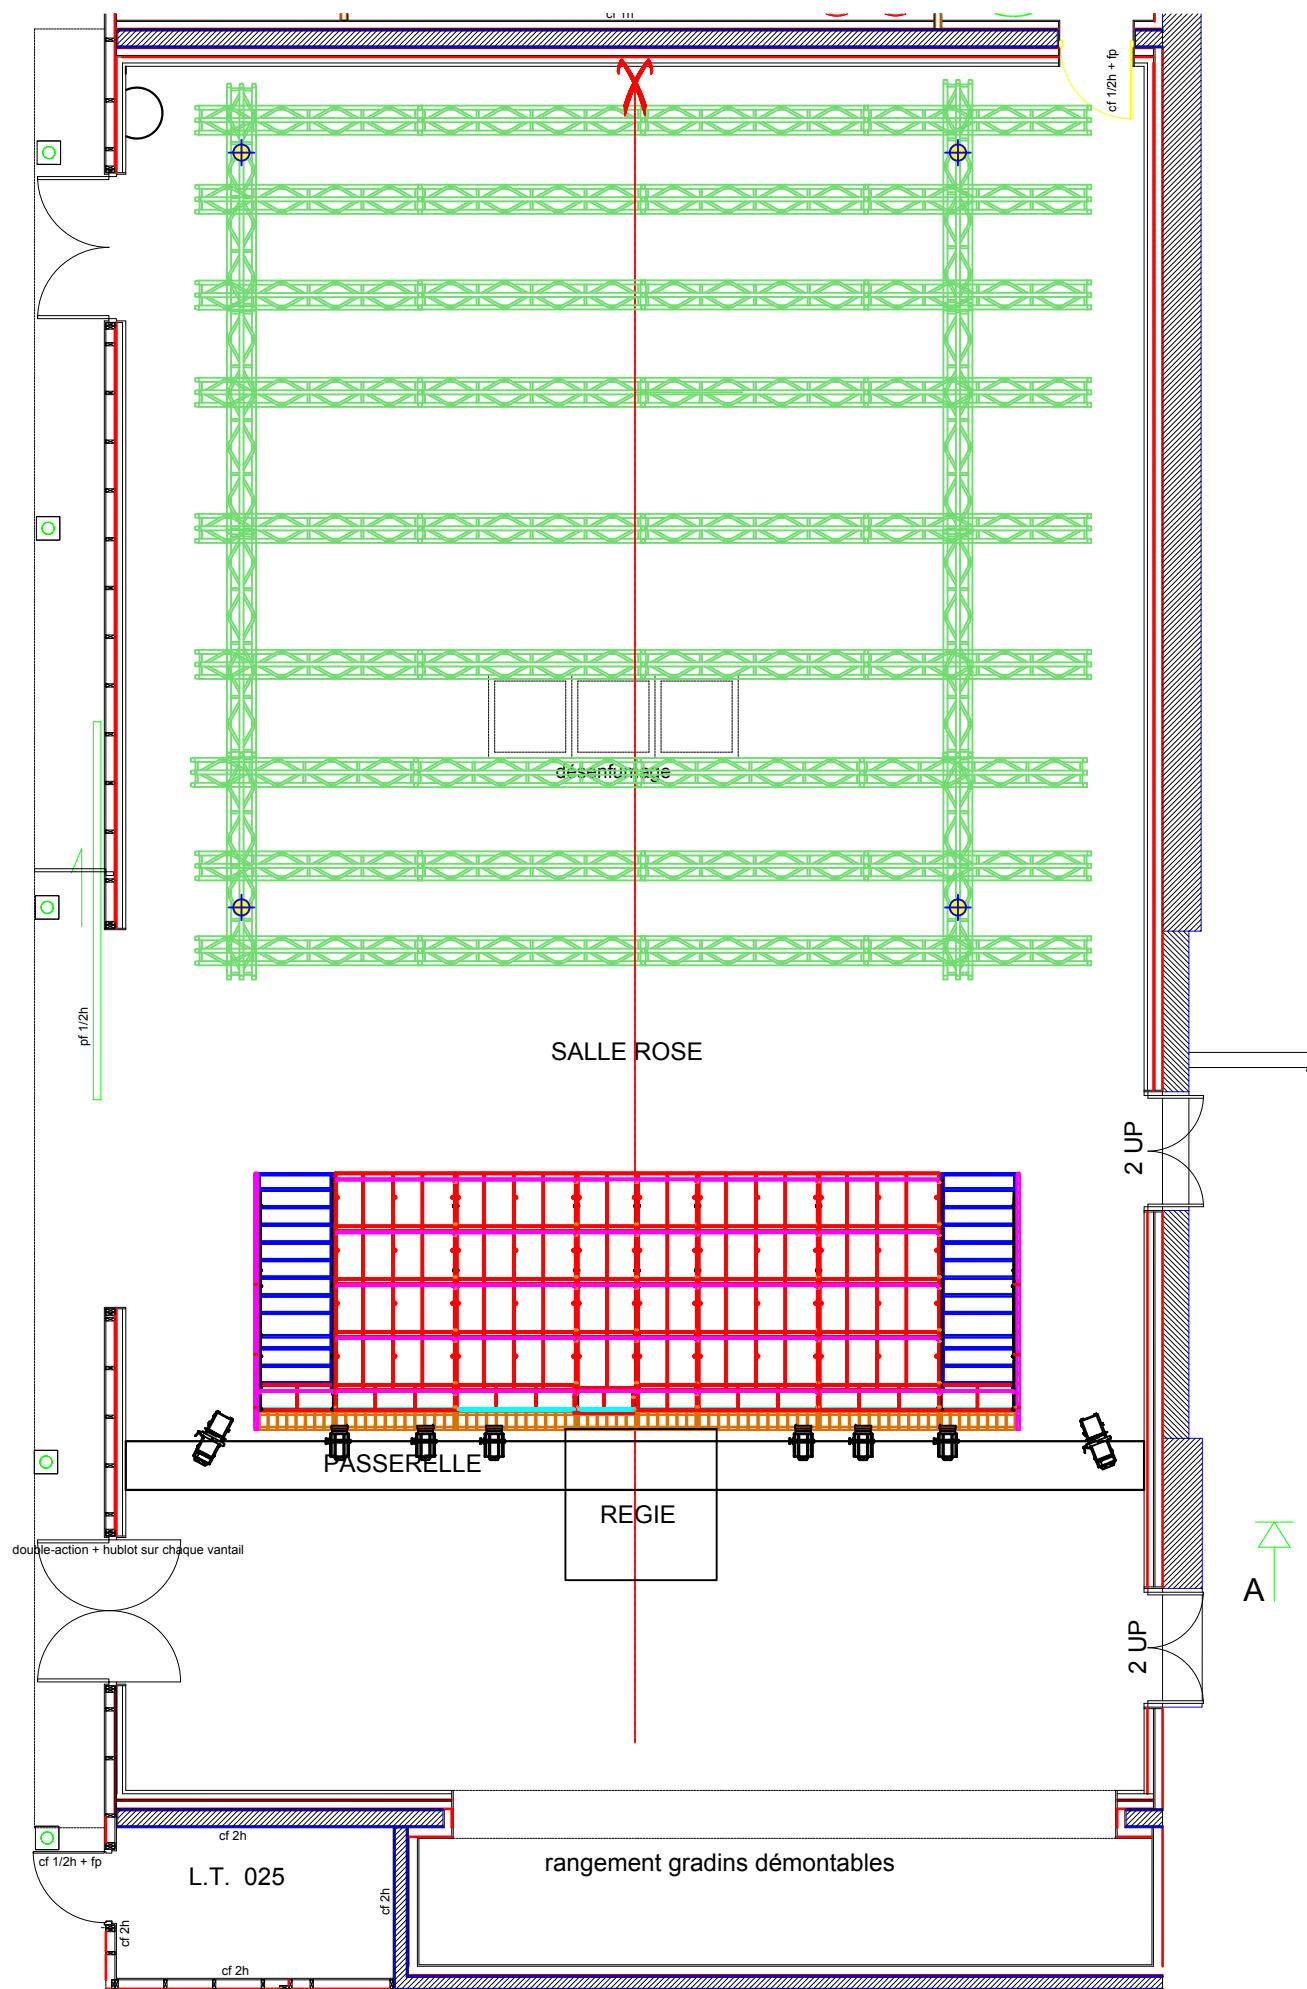 cf 1/2h + fp
désenfumage
pf 1/2h
SALLE ROSE
2 UP
PASSERELLE
REGIE
double-action + hublot sur chaque vantail
A
2 UP
cf 2h
cf 1/2h + fp
rangement gradins démontables
L.T. 025
cf 2h
cf 2h
cf 2h